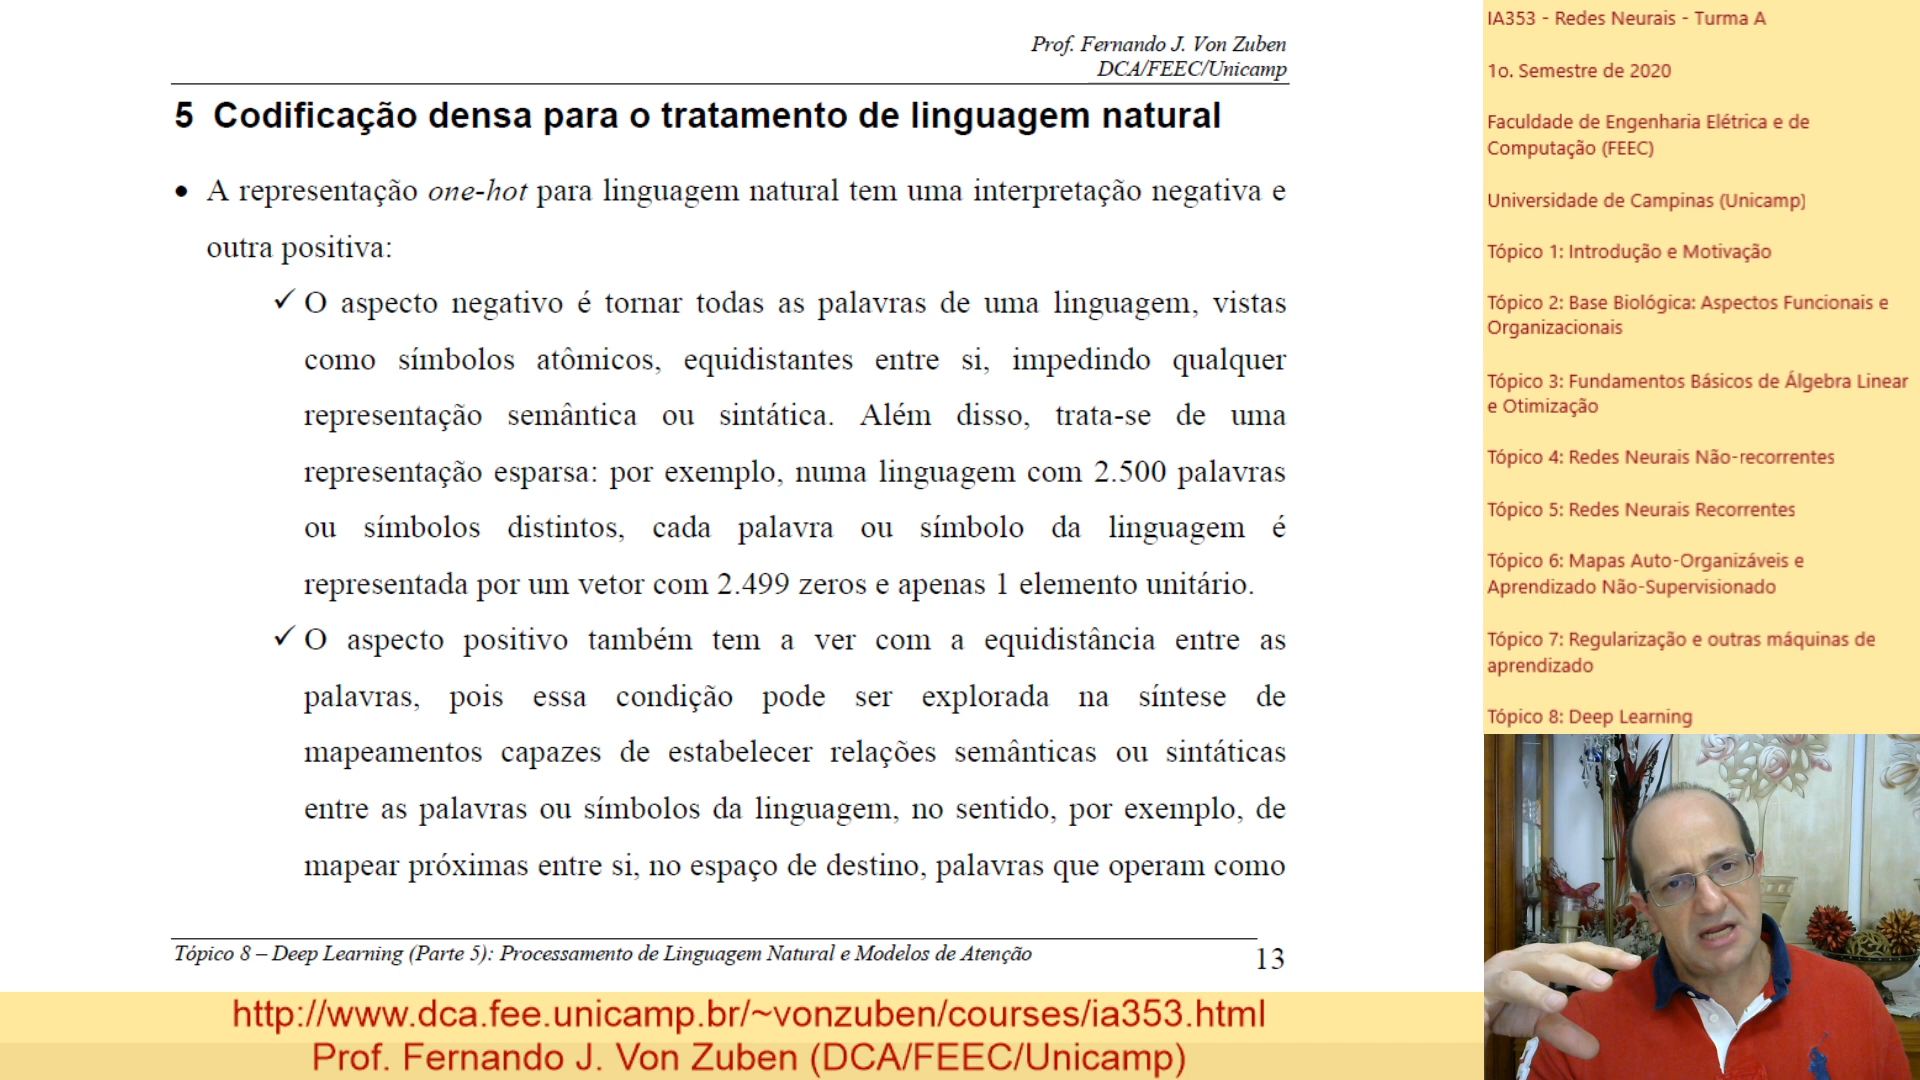 Prof. Fernando J. Von Zuben
DCA/FEEC/Unicamp
5 Codificação densa para o tratamento de linguagem natural
• A representação one-hot para linguagem natural tem uma interpretação negativa e
outra positiva:
✓ O aspecto negativo é tornar todas as palavras de uma linguagem, vistas
como símbolos atômicos, equidistantes entre si, impedindo qualquer
representação semântica ou sintática. Além disso, trata-se de uma
representação esparsa: por exemplo, numa linguagem com 2.500 palavras
ou símbolos distintos, cada palavra ou símbolo da linguagem é
representada por um vetor com 2.499 zeros e apenas 1 elemento unitário.
✓ O aspecto positivo também tem a ver com a equidistância entre as
palavras, pois essa condição pode ser explorada na síntese de
mapeamentos capazes de estabelecer relações semânticas ou sintáticas
entre as palavras ou símbolos da linguagem, no sentido, por exemplo, de
mapear próximas entre si, no espaço de destino, palavras que operam como
Tópico 8 – Deep Learning (Parte 5): Processamento de Linguagem Natural e Modelos de Atenção
13
http://www.dca.fee.unicamp.br/~vonzuben/courses/ia353.html
Prof. Fernando J. Von Zuben (DCA/FEEC/Unicamp)
IA353 - Redes Neurais - Turma A
1o. Semestre de 2020
Faculdade de Engenharia Elétrica e de
Computação (FEEC)
Universidade de Campinas (Unicamp)
Tópico 1: Introdução e Motivação
Tópico 2: Base Biológica: Aspectos Funcionais e
Organizacionais
Tópico 3: Fundamentos Básicos de Álgebra Linear
e Otimização
Tópico 4: Redes Neurais Não-recorrentes
Tópico 5: Redes Neurais Recorrentes
Tópico 6: Mapas Auto-Organizáveis e
Aprendizado Não-Supervisionado
Tópico 7: Regularização e outras máquinas de
aprendizado
Tópico 8: Deep Learning